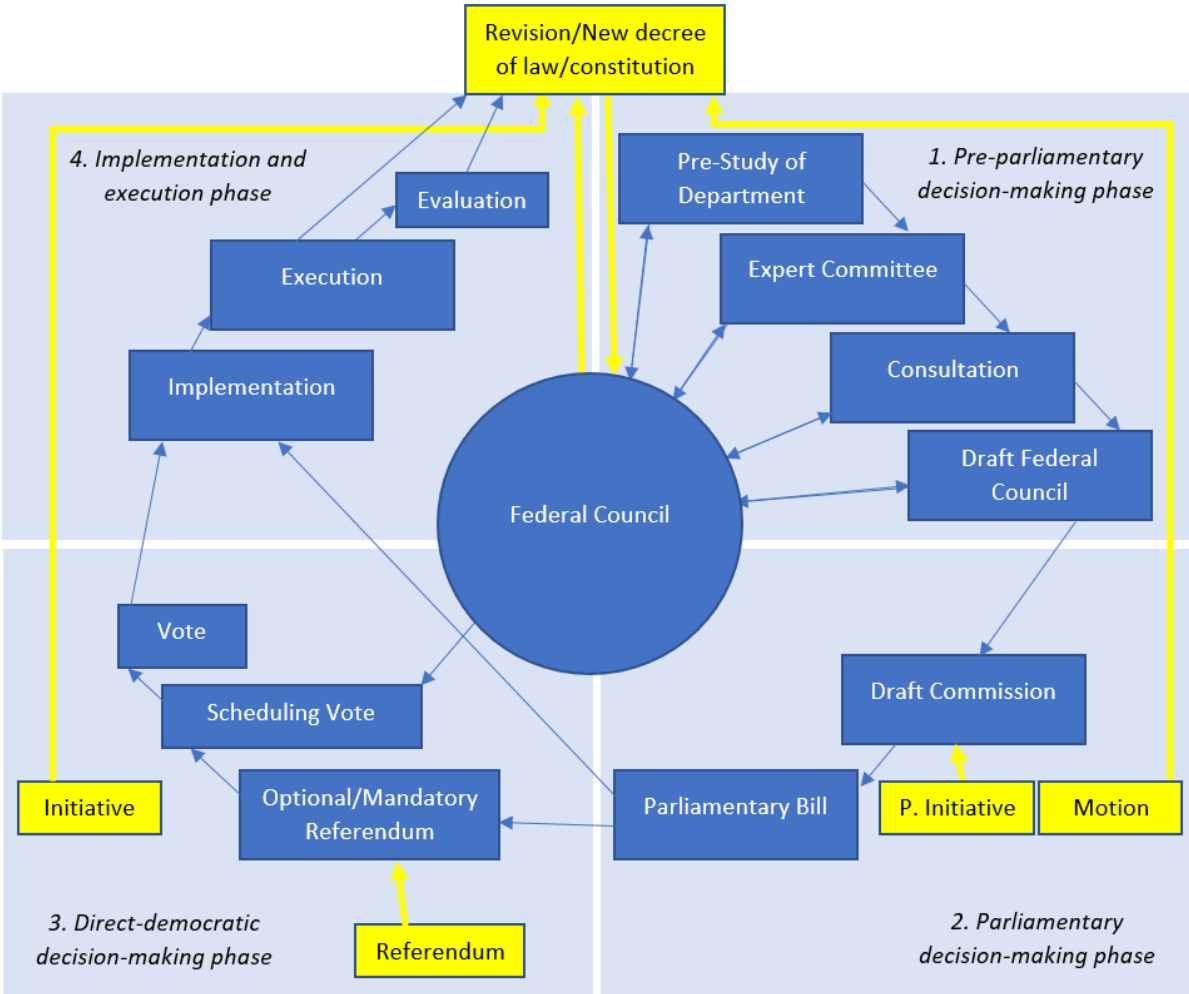 Revision/New decree
of law/constitution
4. Implementation and
execution phase
Evaluation
Execution
Implementation
Pre-Study of
Department
1. Pre-parliamentary
decision-making phase
Expert Committee
Consultation
Draft Federal
Council
Federal Council
Vote
Scheduling Vote
Initiative
Optional/Mandatory
Referendum
3. Direct-democratic
decision-making phase
Referendum
Draft Commission
Parliamentary Bill
P. Initiative
Motion
2. Parliamentary
decision-making phase